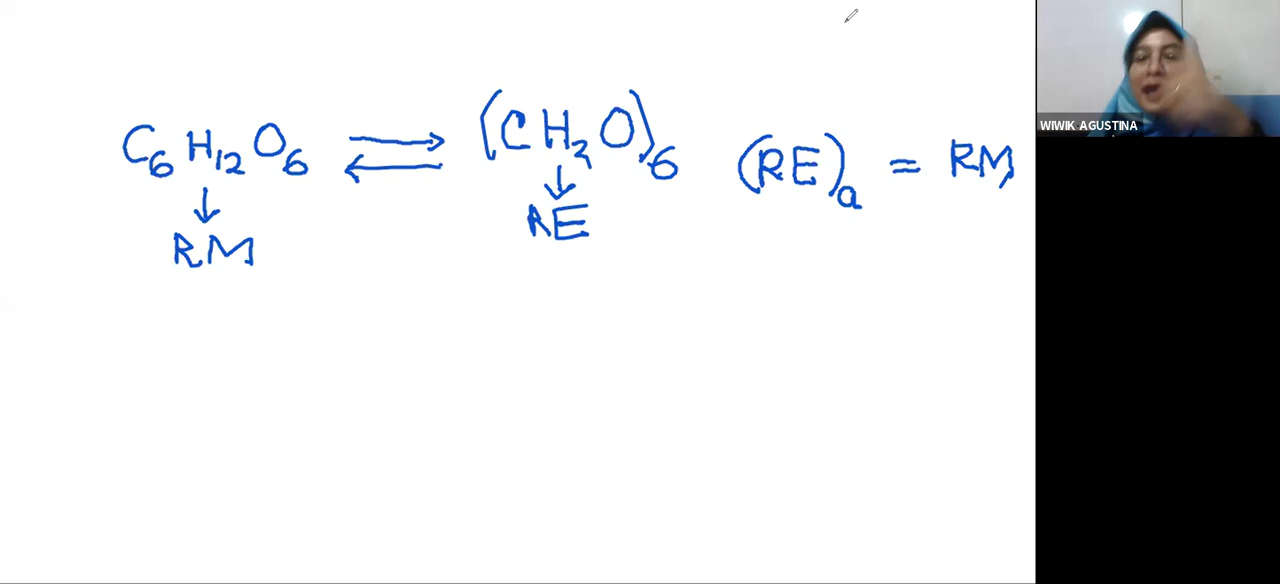 C₆H₁₂O₆ ⇌ (CH₂O)₆ (RE)ₐ = RM
↓ ↓
RM RE
WIWIK AGUSTINA